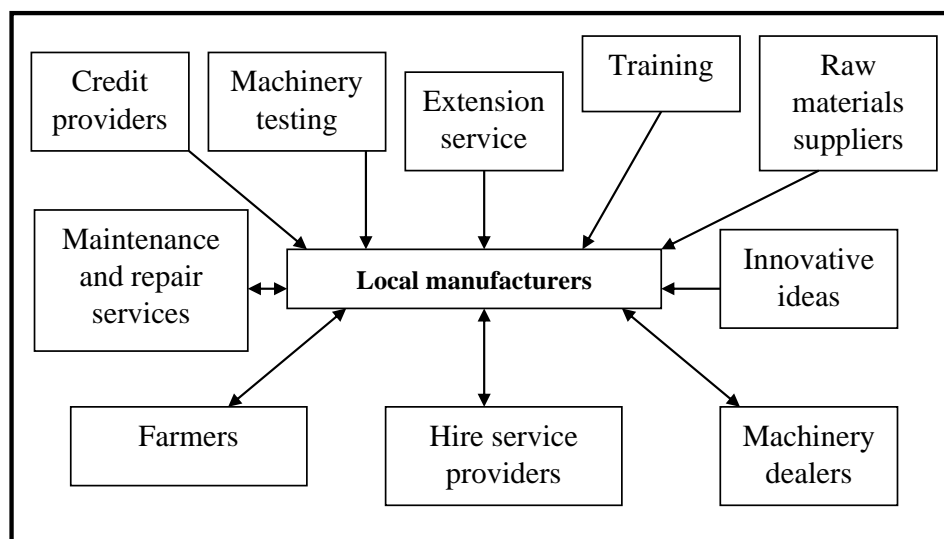 Credit
providers
Machinery
testing
Extension
service
Training
Raw
materials
suppliers
Maintenance
and repair
services
Local manufacturers
Innovative
ideas
Farmers
Hire service
providers
Machinery
dealers